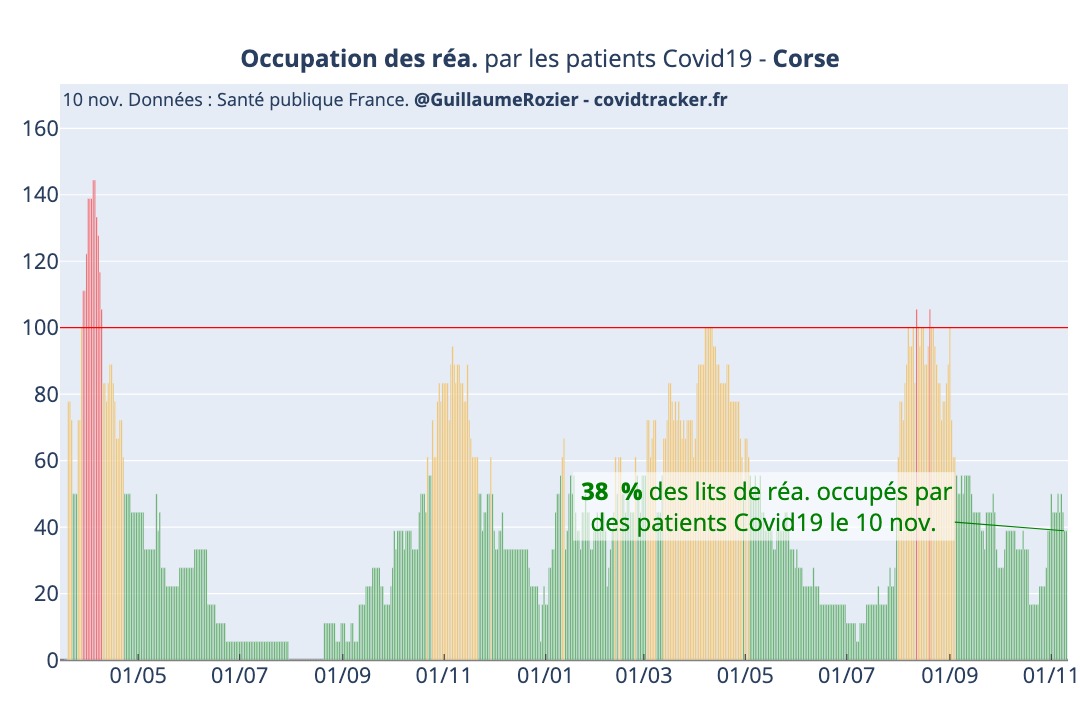 Occupation des réa. par les patients Covid19 - Corse
10 nov. Données : Santé publique France. @GuillaumeRozier - covidtracker.fr
160
140
120
100
80
60
38 % des lits de réa. occupés par
des patients Covid19 le 10 nov.
40
20
0
01/05 01/07 01/09 01/11 01/01 01/03 01/05 01/07 01/09 01/11